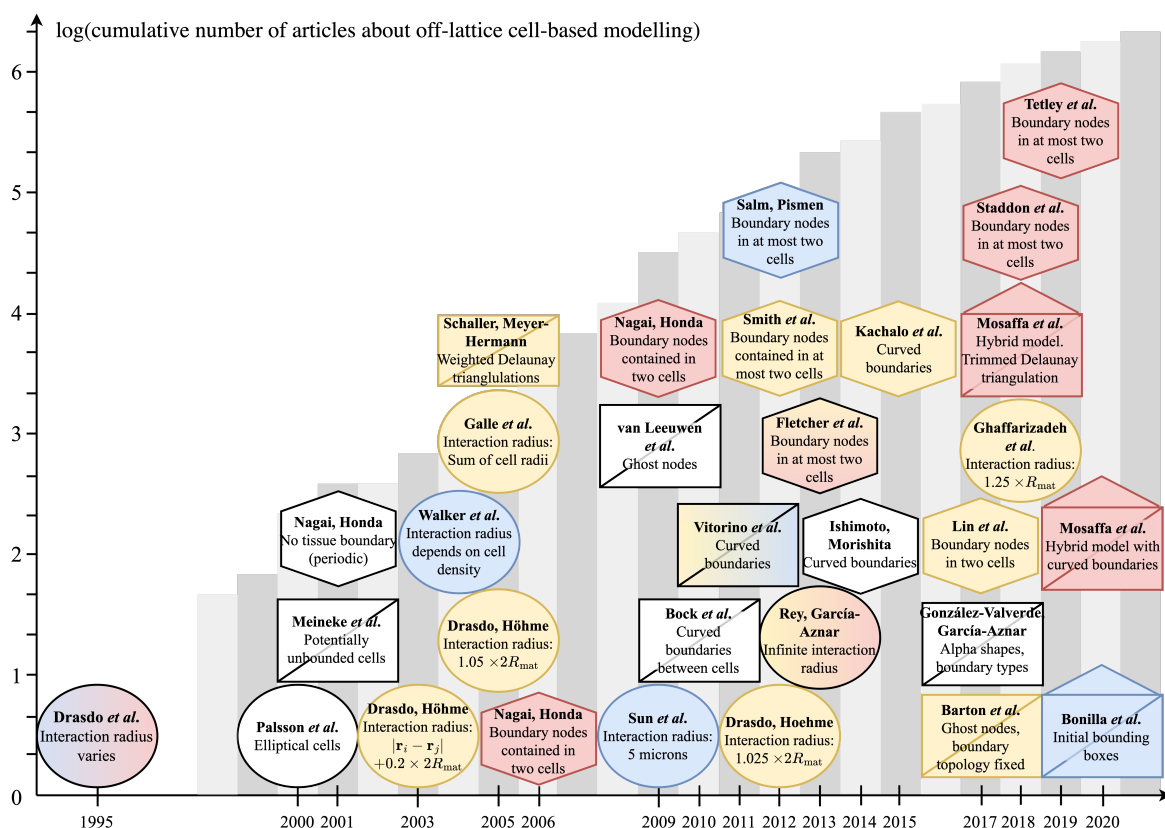 log(cumulative number of articles about off-lattice cell-based modelling)
6
5
4
3
2
1
0
Tetley et al.
Boundary nodes
in at most two
cells
Salm, Pismen
Boundary nodes
in at most two
cells
Staddon et al.
Boundary nodes
in at most two
cells
Schaller, Meyer-
Hermann
Weighted Delaunay
trianglulations
Nagai, Honda
Boundary nodes
contained in
two cells
Smith et al.
Boundary nodes
contained in at
most two cells
Kachalo et al.
Curved
boundaries
Mosaffa et al.
Hybrid model.
Trimmed Delaunay
triangulation
Galle et al.
Interaction radius:
Sum of cell radii
van Leeuwen
et al.
Ghost nodes
Fletcher et al.
Boundary nodes
in at most two
cells
Ghaffarizadeh
et al.
Interaction radius:
1.25 ×Rmat
Nagai, Honda
No tissue boundary
(periodic)
Walker et al.
Interaction radius
depends on cell
density
Vitorino et al.
Curved
boundaries
Ishimoto,
Morishita
Curved boundaries
Lin et al.
Boundary nodes
in two cells
Mosaffa et al.
Hybrid model with
curved boundaries
Meineke et al.
Potentially
unbounded cells
Drasdo, Höhme
Interaction radius:
1.05 ×2Rmat
Bock et al.
Curved
boundaries
between cells
Rey, García-
Aznar
Infinite interaction
radius
González-Valverde,
García-Aznar
Alpha shapes,
boundary types
Drasdo et al.
Interaction radius
varies
Palsson et al.
Elliptical cells
Drasdo, Höhme
Interaction radius:
|ri − rj|
+0.2 × 2Rmat
Nagai, Honda
Boundary nodes
contained in
two cells
Sun et al.
Interaction radius:
5 microns
Drasdo, Hoehme
Interaction radius:
1.025 ×2Rmat
Barton et al.
Ghost nodes,
boundary
topology fixed
Bonilla et al.
Initial bounding
boxes
1995
2000
2001
2003
2005
2006
2009
2010
2011
2012
2013
2014
2015
2017
2018
2019
2020